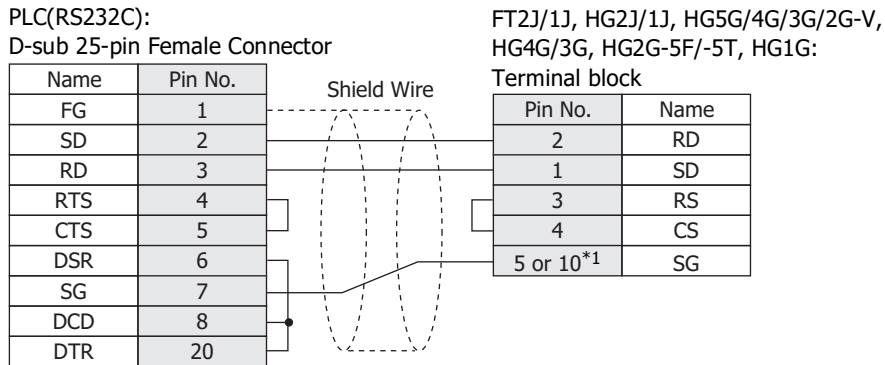 PLC(RS232C):
D-sub 25-pin Female Connector
Name Pin No.
FG 1
SD 2
RD 3
RTS 4
CTS 5
DSR 6
SG 7
DCD 8
DTR 20
Shield Wire
FT2J/1J, HG2J/1J, HG5G/4G/3G/2G-V,
HG4G/3G, HG2G-5F/-5T, HG1G:
Terminal block
Pin No. Name
2 RD
1 SD
3 RS
4 CS
5 or 10*1 SG